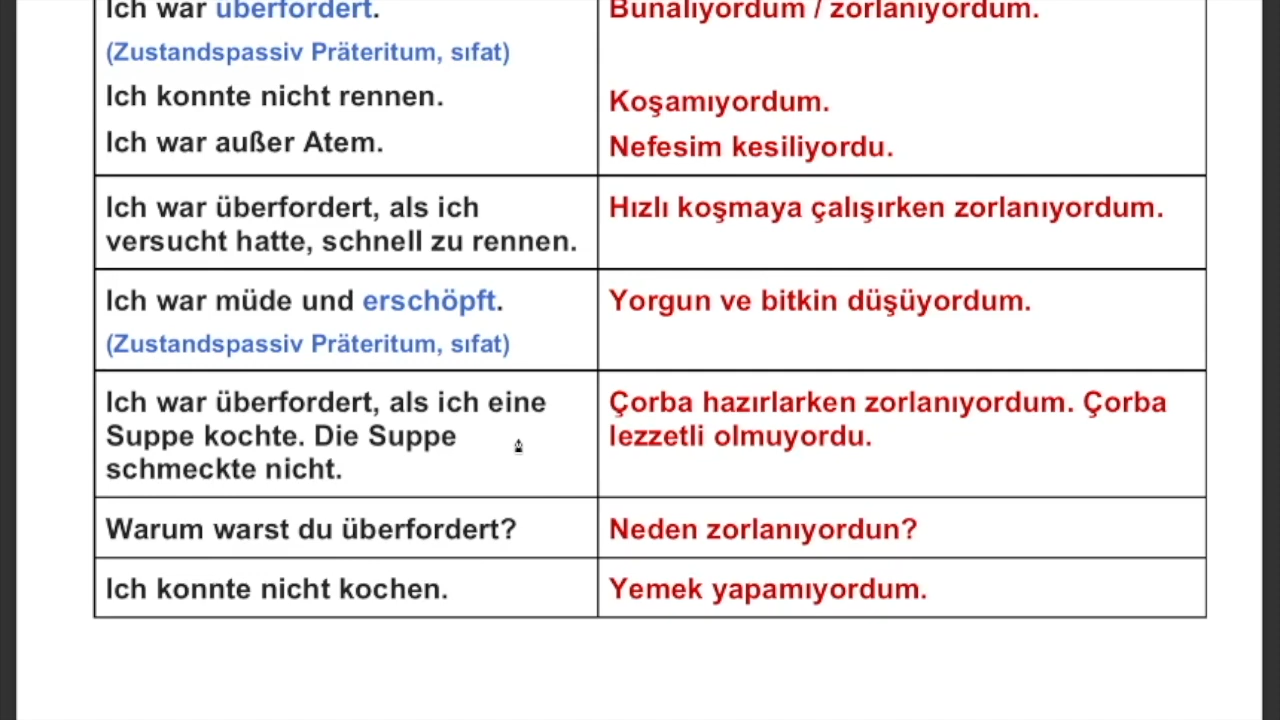 Ich war überfordert.
Bunalıyordum / zorlanıyordum.
(Zustandspassiv Präteritum, sıfat)
Ich konnte nicht rennen.
Koşamıyordum.
Ich war außer Atem.
Nefesim kesiliyordu.
Ich war überfordert, als ich
versucht hatte, schnell zu rennen.
Hızlı koşmaya çalışırken zorlanıyordum.
Ich war müde und erschöpft.
(Zustandspassiv Präteritum, sıfat)
Yorgun ve bitkin düşüyordum.
Ich war überfordert, als ich eine
Suppe kochte. Die Suppe
schmeckte nicht.
Çorba hazırlarken zorlanıyordum. Çorba
lezzetli olmuyordu.
Warum warst du überfordert?
Neden zorlanıyordun?
Ich konnte nicht kochen.
Yemek yapamıyordum.